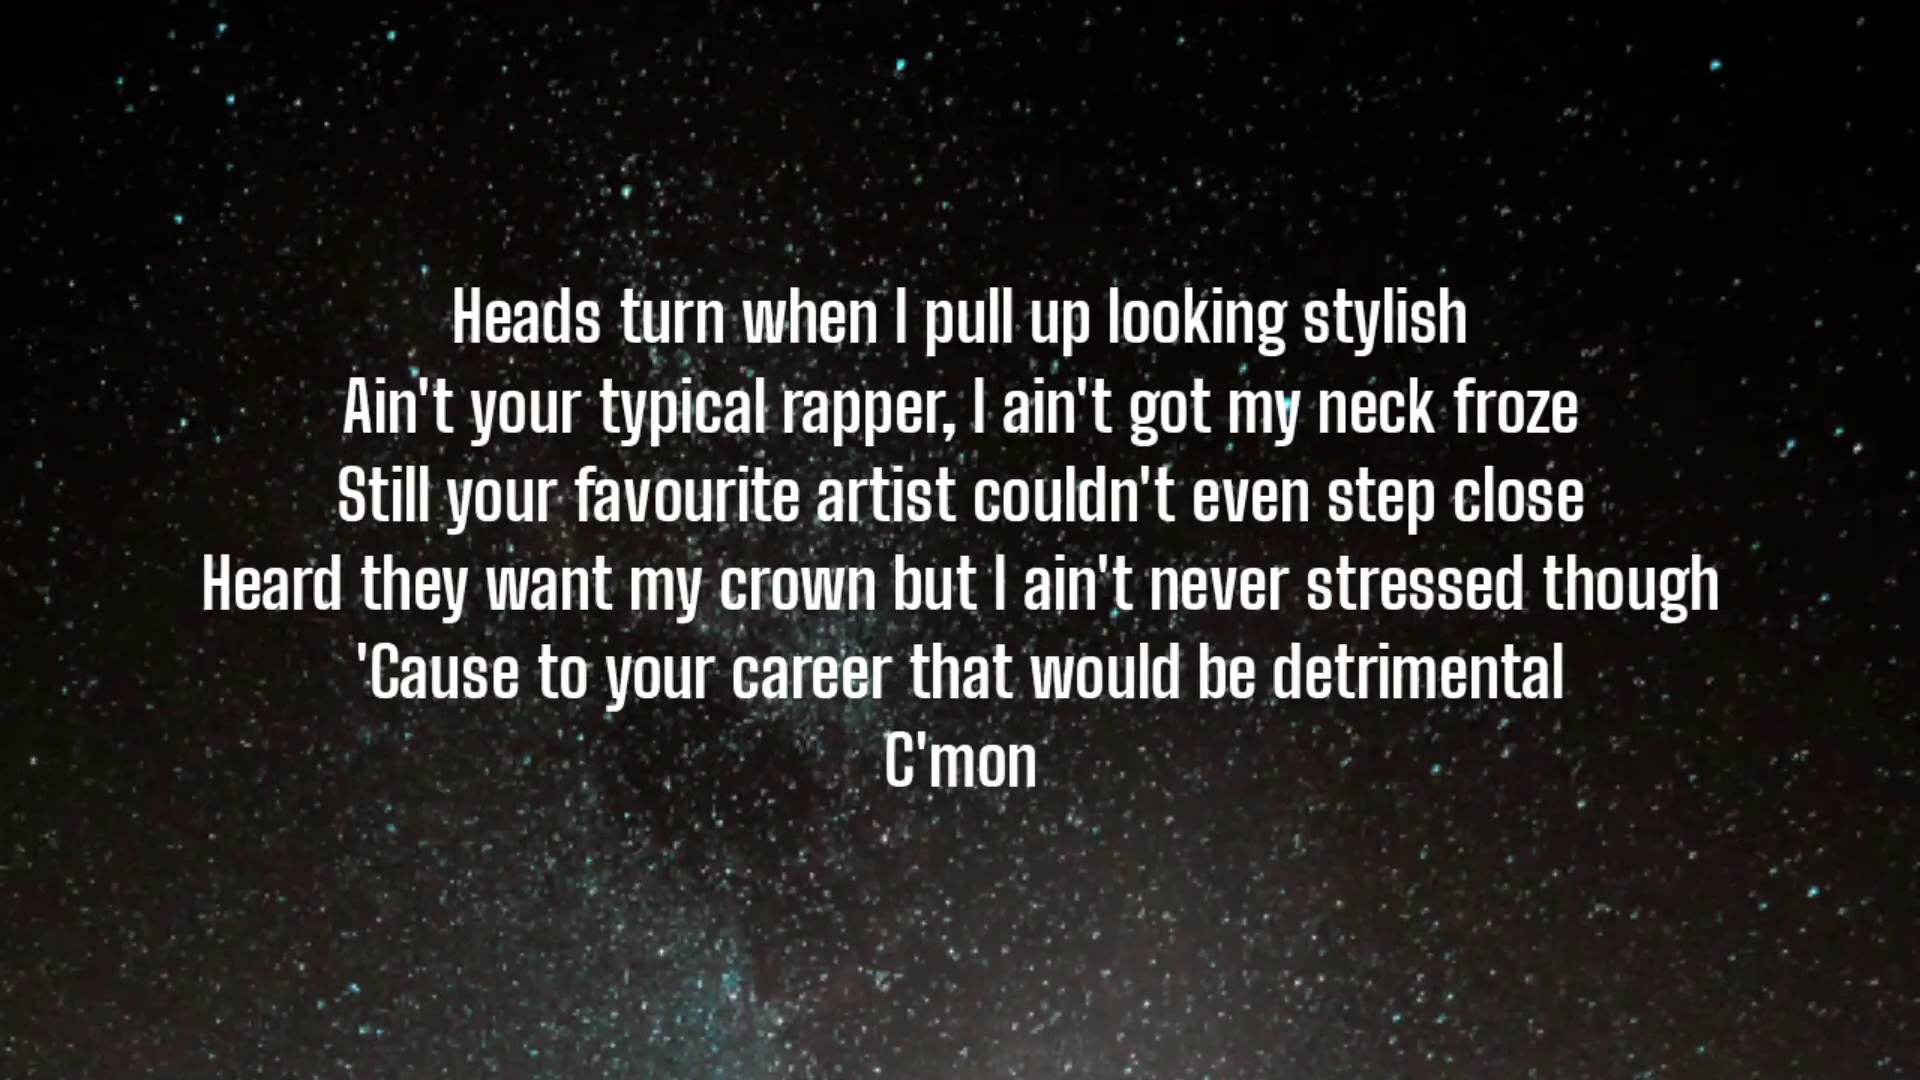 Heads turn when I pull up looking stylish
Ain't your typical rapper, I ain't got my neck froze
Still your favourite artist couldn't even step close
Heard they want my crown but I ain't never stressed though
'Cause to your career that would be detrimental
C'mon